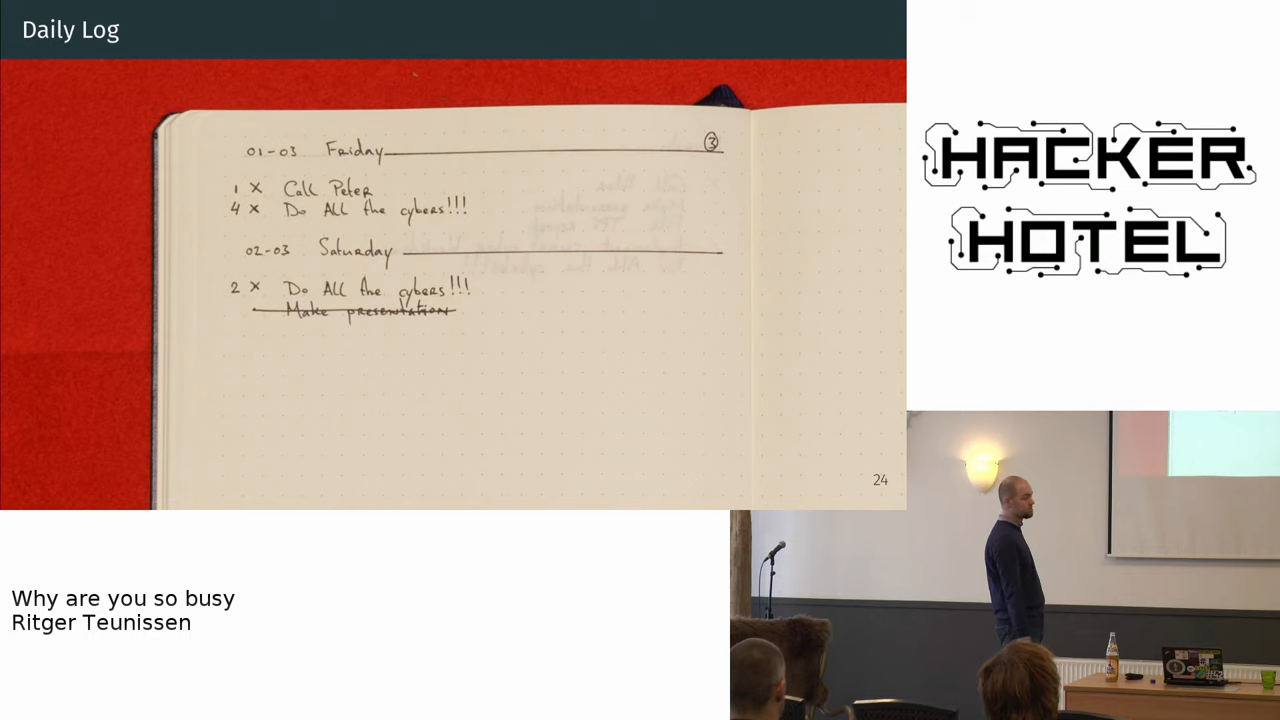 Daily Log
01-03 Friday
3
1 x Call Peter
4 x Do ALL the cybers!!!
02-03 Saturday
2 x Do ALL the cybers!!!
Make presentation
24
HACKER
HOTEL
Why are you so busy
Ritger Teunissen